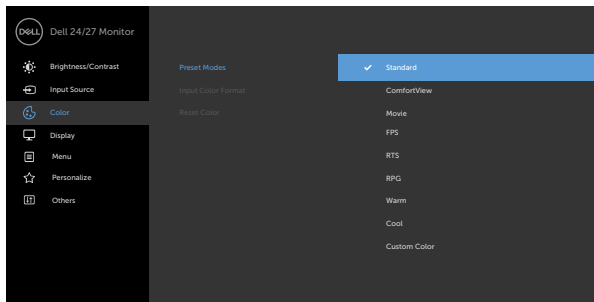 DELL
Dell 24/27 Monitor
Brightness/Contrast
Input Source
Color
Display
Menu
Personalize
Others
Preset Modes
Input Color Format
Reset Color
Standard
ComfortView
Movie
FPS
RTS
RPG
Warm
Cool
Custom Color